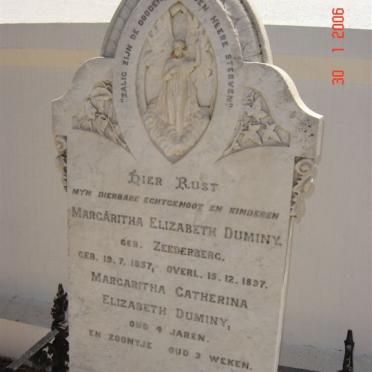 "ZALIG ZIJN DE DOODEN DEN HEERE STERVEN"
30 1 2006
HIER RUST
MYN DIERBARE ECHTGENOOT EN KINDEREN
MARGÁRITHA ELIZABETH DUMINY.
GEB. ZEEDERBERG.
GEB. 19. 7. 1857, OVERL. 15. 12. 1897.
MARGARITHA CATHERINA
ELIZABETH DUMINY,
OUD 4 JAREN.
EN ZOONTJE OUD 3 WEKEN.